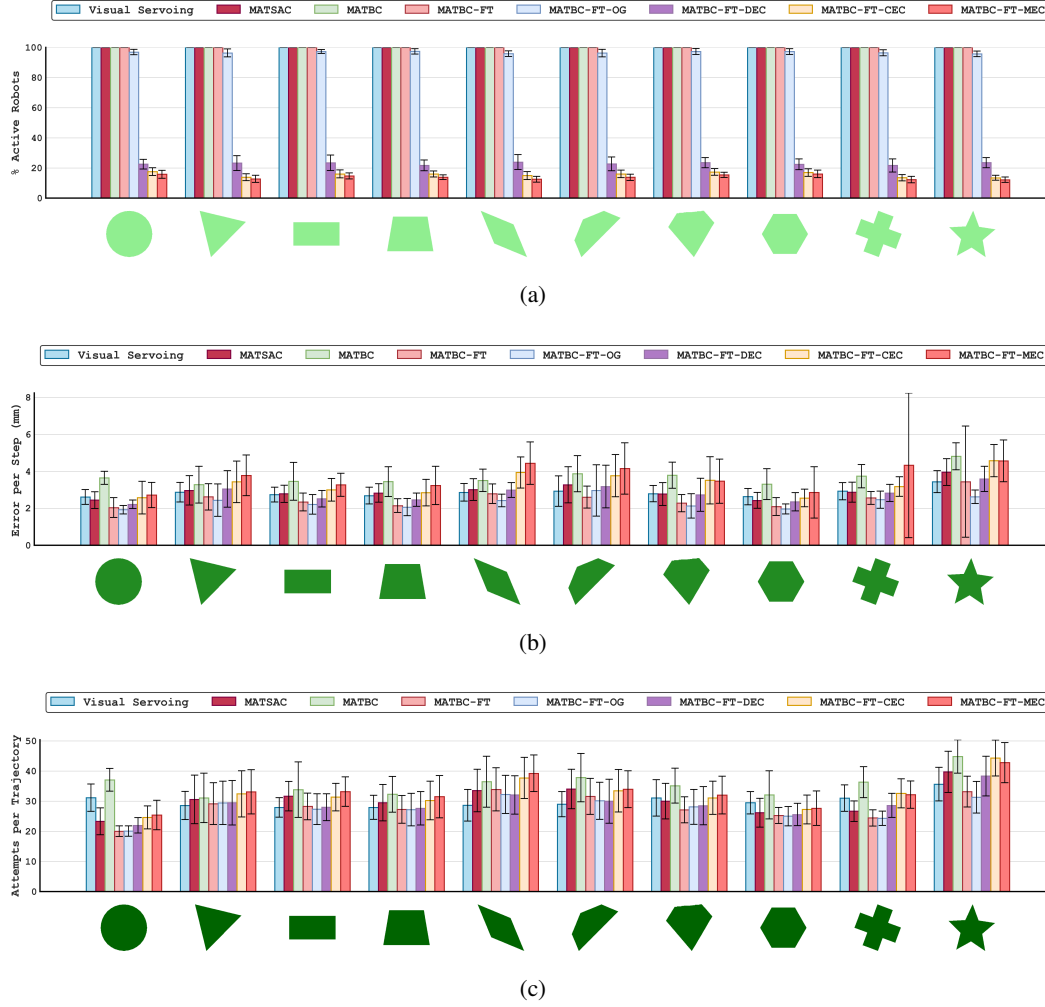 Visual Servoing MATSAC MATBC MATBC-FT MATBC-FT-OG MATBC-FT-DEC MATBC-FT-CEC MATBC-FT-MEC
% Active Robots
100
80
60
40
20
0
(a)
Visual Servoing MATSAC MATBC MATBC-FT MATBC-FT-OG MATBC-FT-DEC MATBC-FT-CEC MATBC-FT-MEC
Error per Step (mm)
8
6
4
2
0
(b)
Visual Servoing MATSAC MATBC MATBC-FT MATBC-FT-OG MATBC-FT-DEC MATBC-FT-CEC MATBC-FT-MEC
Attempts per Trajectory
50
40
30
20
10
0
(c)